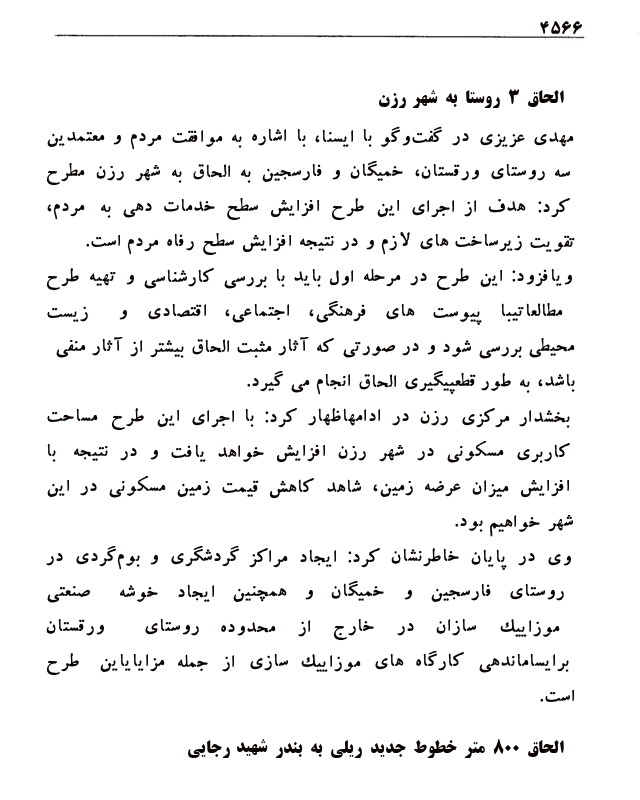 ۴۵۶۶
الحاق ۳ روستا به شهر رزن
مهدی عزیزی در گفت‌وگو با ایسنا، با اشاره به موافقت مردم و معتمدین
سه روستای ورقستان، خمیگان و فارسجین به الحاق به شهر رزن مطرح
کرد: هدف از اجرای این طرح افزایش سطح خدمات دهی به مردم،
تقویت زیرساخت های لازم و در نتیجه افزایش سطح رفاه مردم است.
ویافزود: این طرح در مرحله اول باید با بررسی کارشناسی و تهیه طرح
مطالعاتیبا پیوست های فرهنگی، اجتماعی، اقتصادی و زیست
محیطی بررسی شود و در صورتی که آثار مثبت الحاق بیشتر از آثار منفی
باشد، به طور قطعپیگیری الحاق انجام می گیرد.
بخشدار مرکزی رزن در ادامهاظهار کرد: با اجرای این طرح مساحت
کاربری مسکونی در شهر رزن افزایش خواهد یافت و در نتیجه با
افزایش میزان عرضه زمین، شاهد کاهش قیمت زمین مسکونی در این
شهر خواهیم بود.
وی در پایان خاطرنشان کرد: ایجاد مراکز گردشگری و بوم‌گردی در
روستای فارسجین و خمیگان و همچنین ایجاد خوشه صنعتی
موزاییك سازان در خارج از محدوده روستای ورقستان
برایساماندهی کارگاه های موزاییك سازی از جمله مزایایاین طرح
است.
الحاق ۸۰۰ متر خطوط جدید ریلی به بندر شهید رجایی